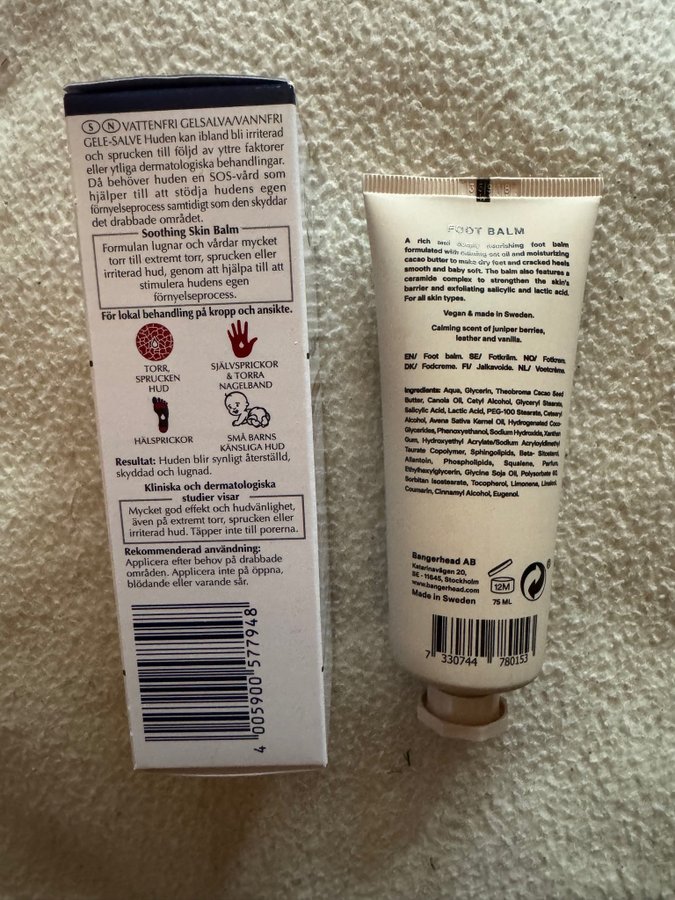 S N VATTENFRI GELSALVA/VANNFRI
GELE-SALVE Huden kan ibland bli irriterad
och sprucken till följd av yttre faktorer
eller ytliga dermatologiska behandlingar.
Då behöver huden en SOS-vård som
hjälper till att stödja hudens egen
förnyelseprocess samtidigt som den skyddar
det drabbade området.
Soothing Skin Balm
Formulan lugnar och vårdar mycket
torr till extremt torr, sprucken eller
irriterad hud, genom att hjälpa till att
stimulera hudens egen
förnyelseprocess.
För lokal behandling på kropp och ansikte.
TORR,
SPRUCKEN
HUD
SJÄLVSPRICKOR
& TORRA
NAGELBAND
HÄLSPRICKOR
SMÅ BARNS
KÄNSLIGA HUD
Resultat: Huden blir synligt återställd,
skyddad och lugnad.
Kliniska och dermatologiska
studier visar
Mycket god effekt och hudvänlighet,
även på extremt torr, sprucken eller
irriterad hud. Täpper inte till porerna.
Rekommenderad användning:
Applicera efter behov på drabbade
områden. Applicera inte på öppna,
blödande eller varande sår.
4 005900 577948
FOOT BALM
A rich and deeply nourishing foot balm
formulated with calming oat oil and moisturizing
cacao butter to make dry feet and cracked heels
smooth and baby soft. The balm also features a
ceramide complex to strengthen the skin's
barrier and exfoliating salicylic and lactic acid.
For all skin types.
Vegan & made in Sweden.
Calming scent of juniper berries,
leather and vanilla.
EN/ Foot balm. SE/ Fotkräm. NO/ Fotkrem.
DK/ Fodcreme. FI/ Jalkavoide. NL/ Voetcrème.
Ingredients: Aqua, Glycerin, Theobroma Cacao Seed
Butter, Canola Oil, Cetyl Alcohol, Glyceryl Stearate,
Salicylic Acid, Lactic Acid, PEG-100 Stearate, Cetearyl
Alcohol, Avena Sativa Kernel Oil, Hydrogenated Coco-
Glycerides, Phenoxyethanol, Sodium Hydroxide, Xanthan
Gum, Hydroxyethyl Acrylate/Sodium Acryloyldimethyl
Taurate Copolymer, Sphingolipids, Beta- Sitosterol,
Allantoin, Phospholipids, Squalene, Parfum,
Ethylhexylglycerin, Glycine Soja Oil, Polysorbate 60,
Sorbitan Isostearate, Tocopherol, Limonene, Linalool,
Coumarin, Cinnamyl Alcohol, Eugenol.
Bangerhead AB
Katarinavägen 20,
SE - 11645, Stockholm
www.bangerhead.com
Made in Sweden
12M
75 ML
7 330744 780153